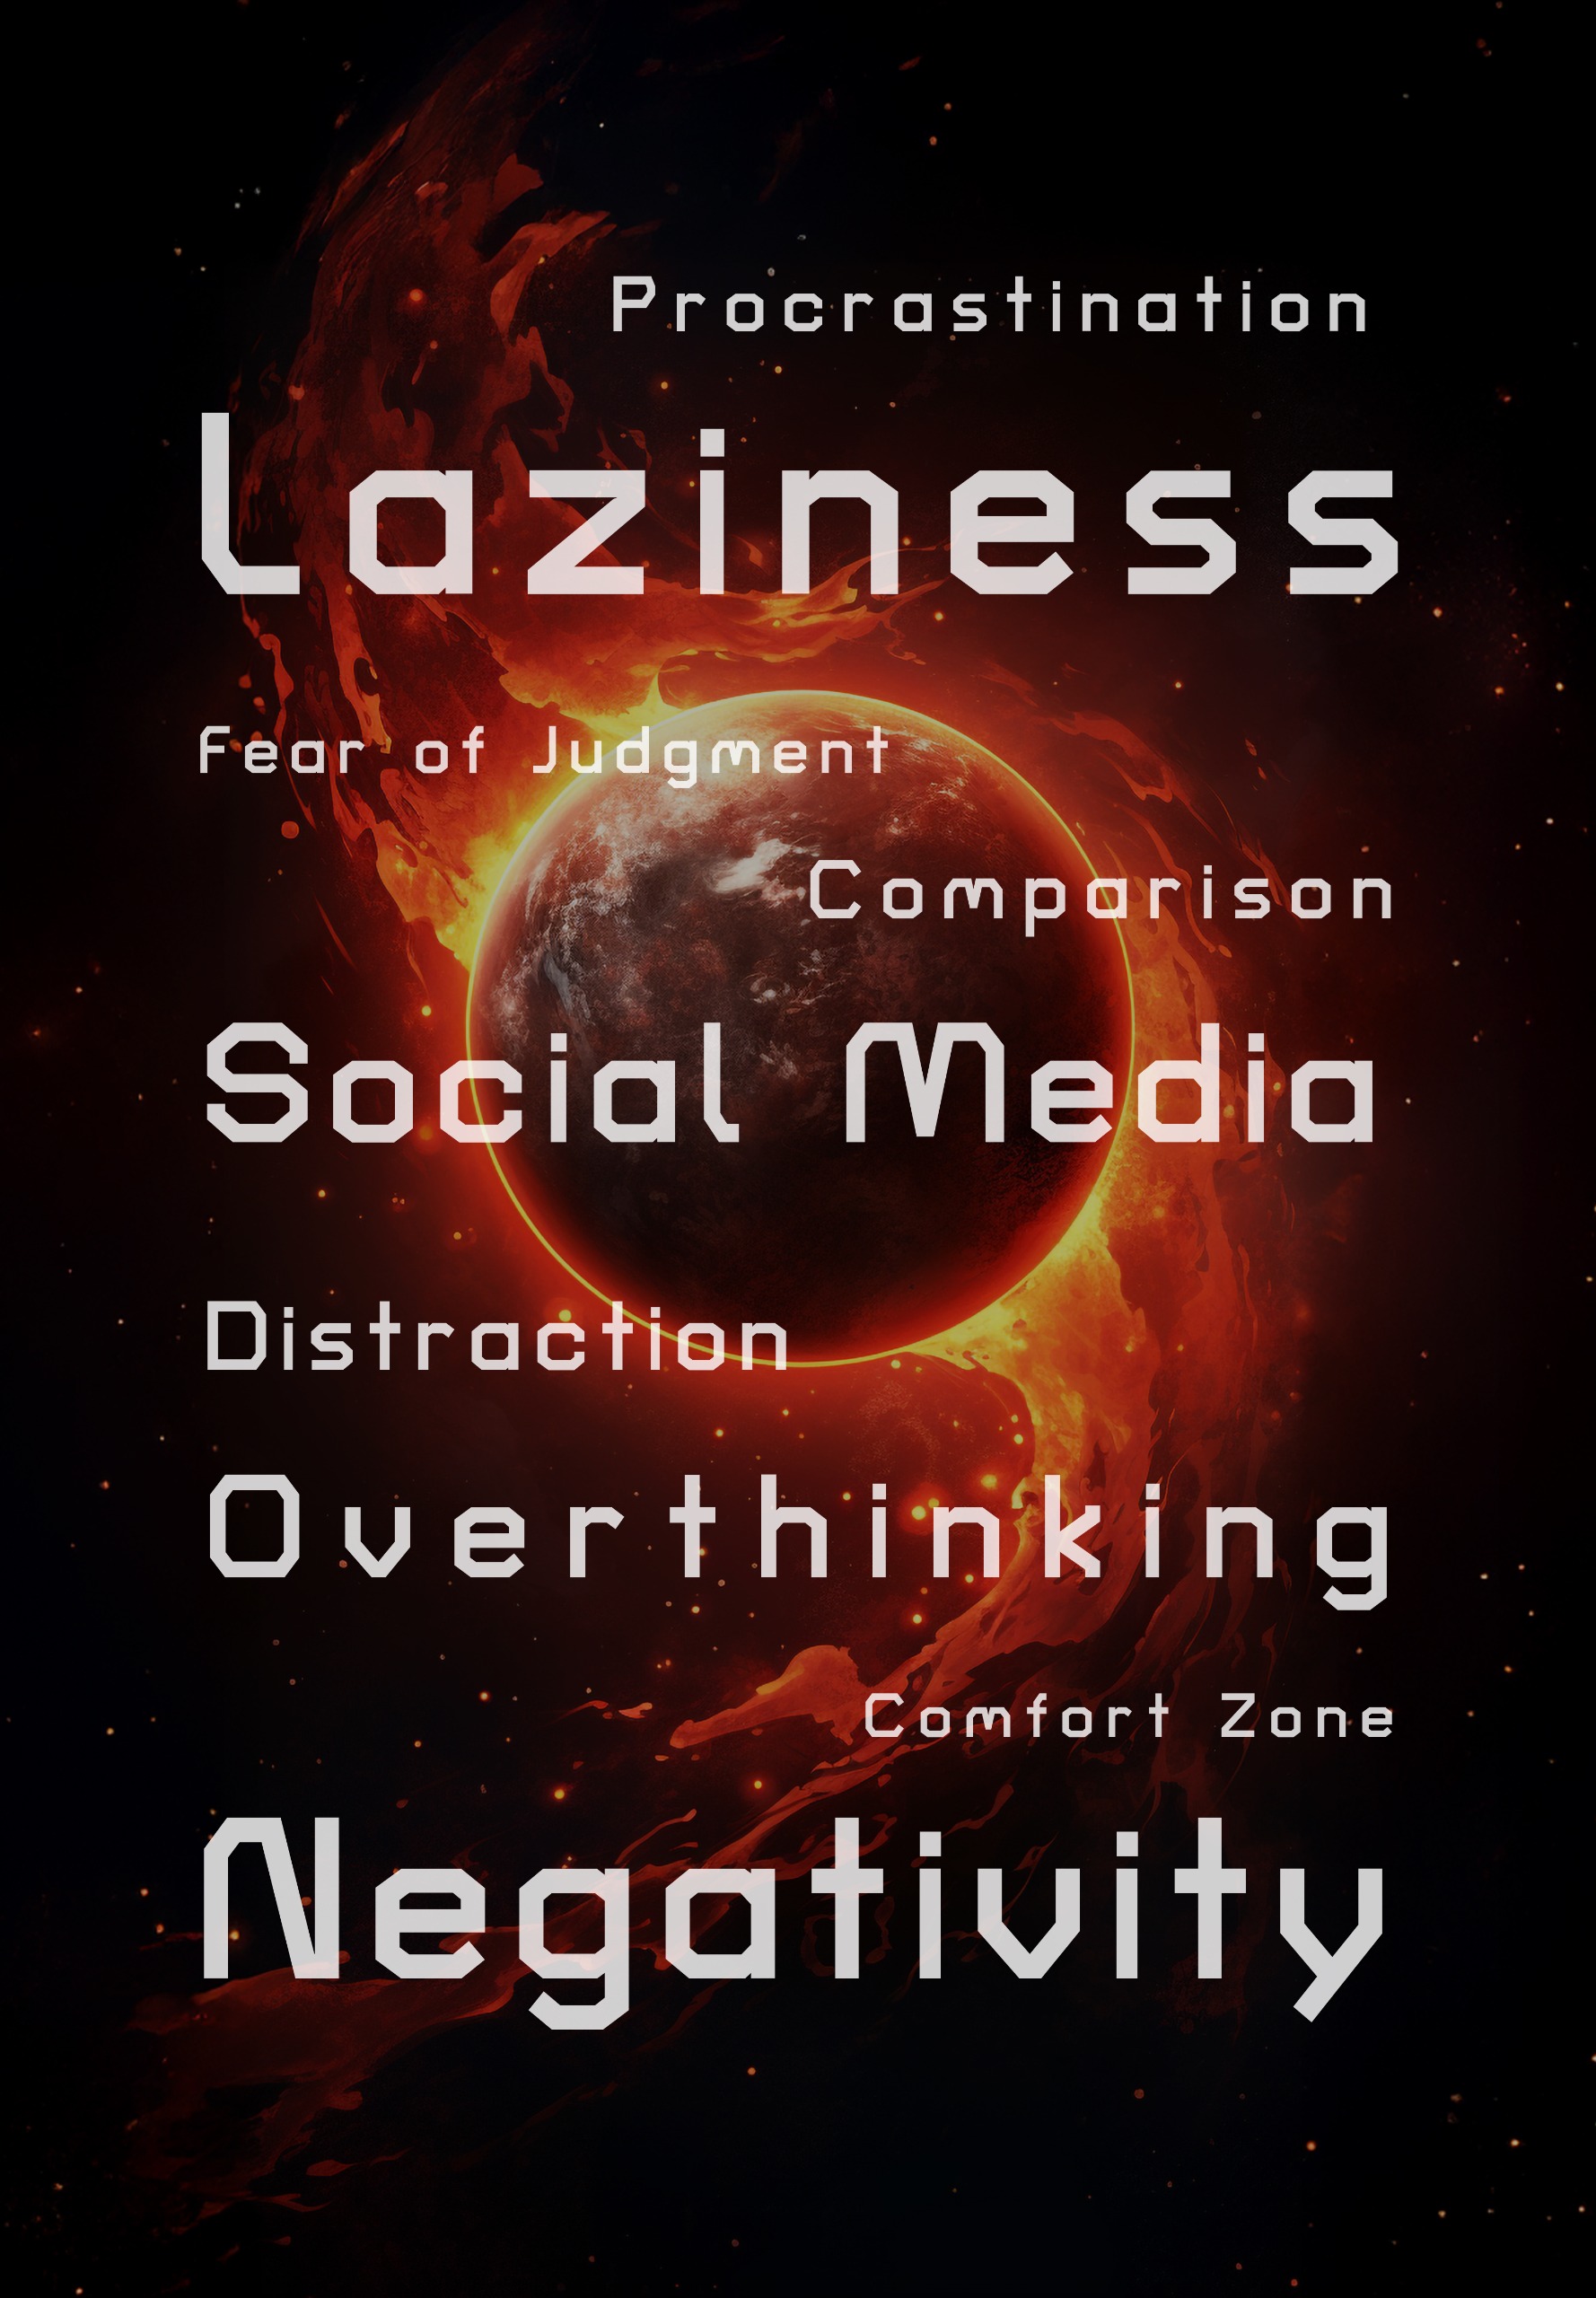 Procrastination
Laziness
Fear of Judgment
Comparison
Social Media
Distraction
Overthinking
Comfort Zone
Negativity